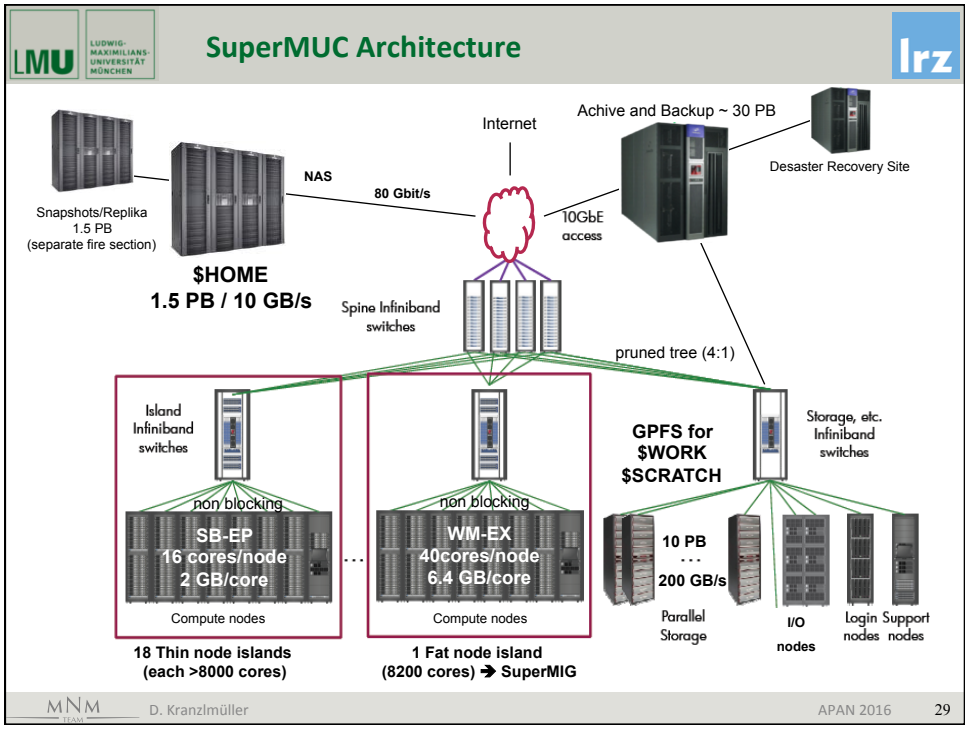 LMU
LUDWIG-
MAXIMILIANS-
UNIVERSITÄT
MÜNCHEN
SuperMUC Architecture
lrz
Internet
Achive and Backup ~ 30 PB
Desaster Recovery Site
NAS
80 Gbit/s
10GbE
access
Snapshots/Replika
1.5 PB
(separate fire section)
$HOME
1.5 PB / 10 GB/s
Spine Infiniband
switches
pruned tree (4:1)
Island
Infiniband
switches
GPFS for
$WORK
$SCRATCH
Storage, etc.
Infiniband
switches
non blocking
SB-EP
16 cores/node
2 GB/core
Compute nodes
...
non blocking
WM-EX
40cores/node
6.4 GB/core
Compute nodes
10 PB
...
200 GB/s
Parallel
Storage
I/O
nodes
Login
nodes
Support
nodes
18 Thin node islands
(each >8000 cores)
1 Fat node island
(8200 cores) ➔ SuperMIG
MNM
TEAM
D. Kranzlmüller
APAN 2016
29